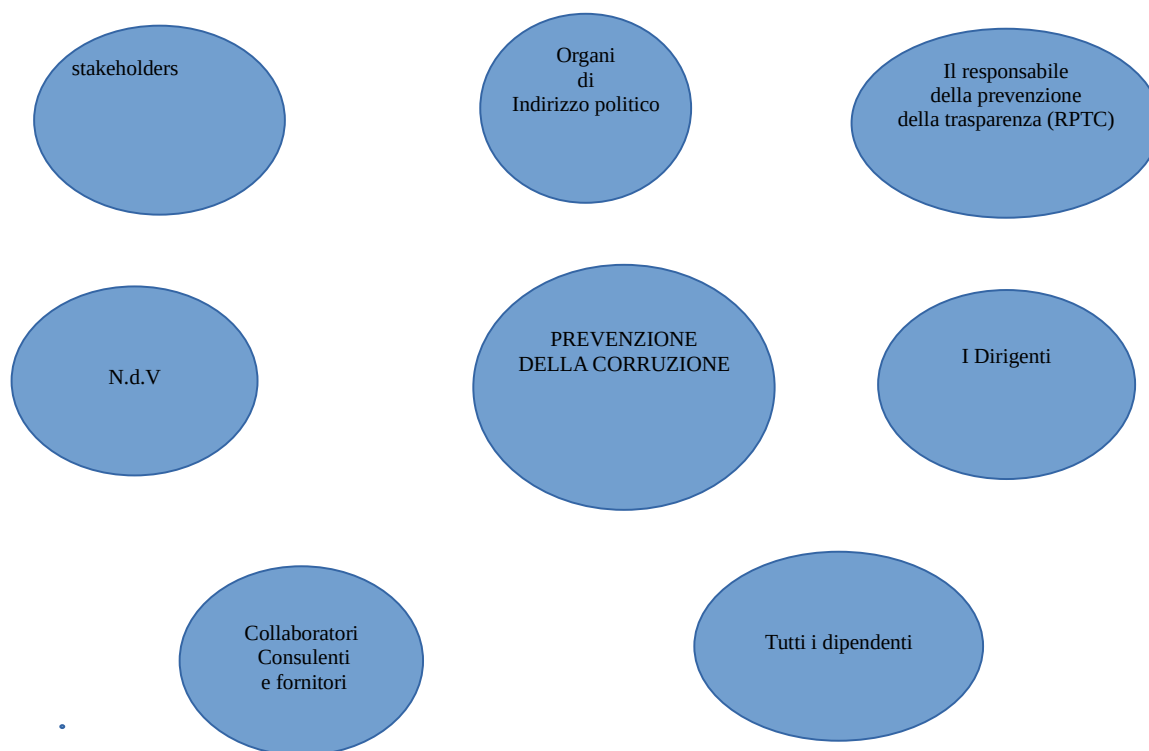 stakeholders
Organi
di
Indirizzo politico
Il responsabile
della prevenzione
della trasparenza (RPTC)
N.d.V
PREVENZIONE
DELLA CORRUZIONE
I Dirigenti
Collaboratori
Consulenti
e fornitori
Tutti i dipendenti